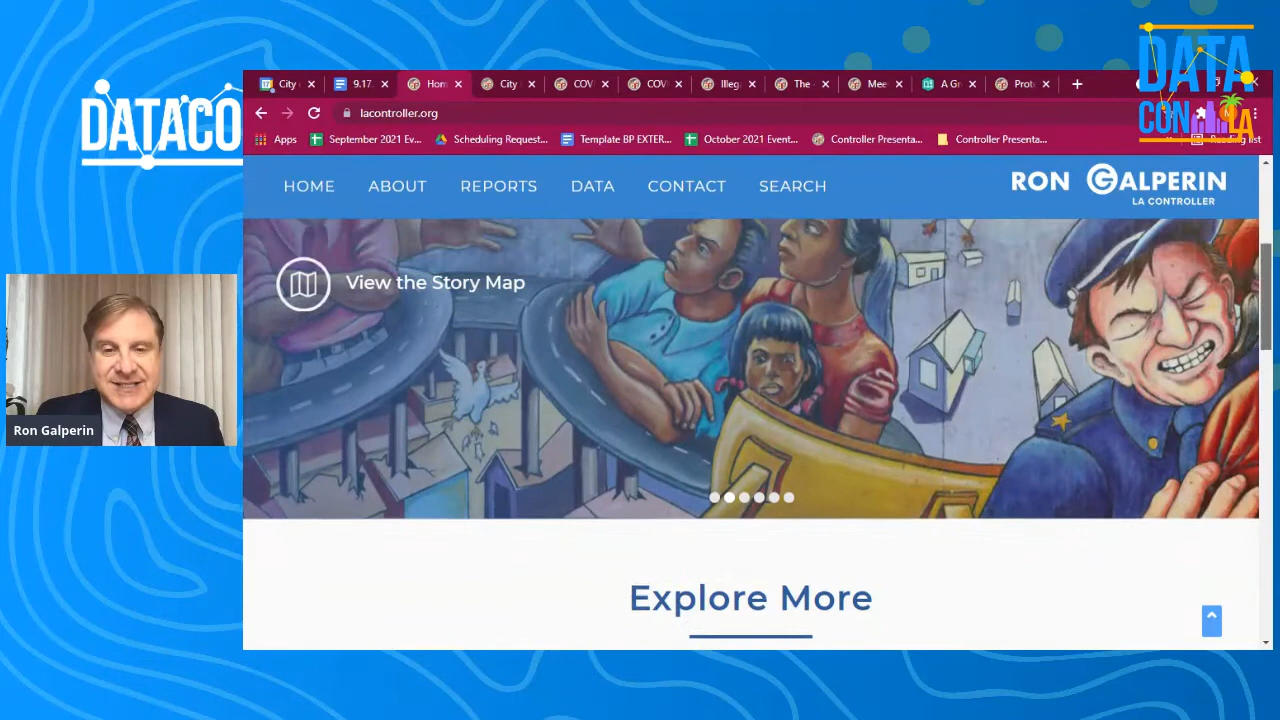 DATA
CON LA
DATACO
City
9.17.
Hom
City
COV
COV
Illeg
The
Mee
A Gr
Prot
lacontroller.org
Apps
September 2021 Ev...
Scheduling Request...
Template BP EXTER...
October 2021 Event...
Controller Presenta...
Controller Presenta...
HOME
ABOUT
REPORTS
DATA
CONTACT
SEARCH
RON GALPERIN
LA CONTROLLER
View the Story Map
Ron Galperin
Explore More